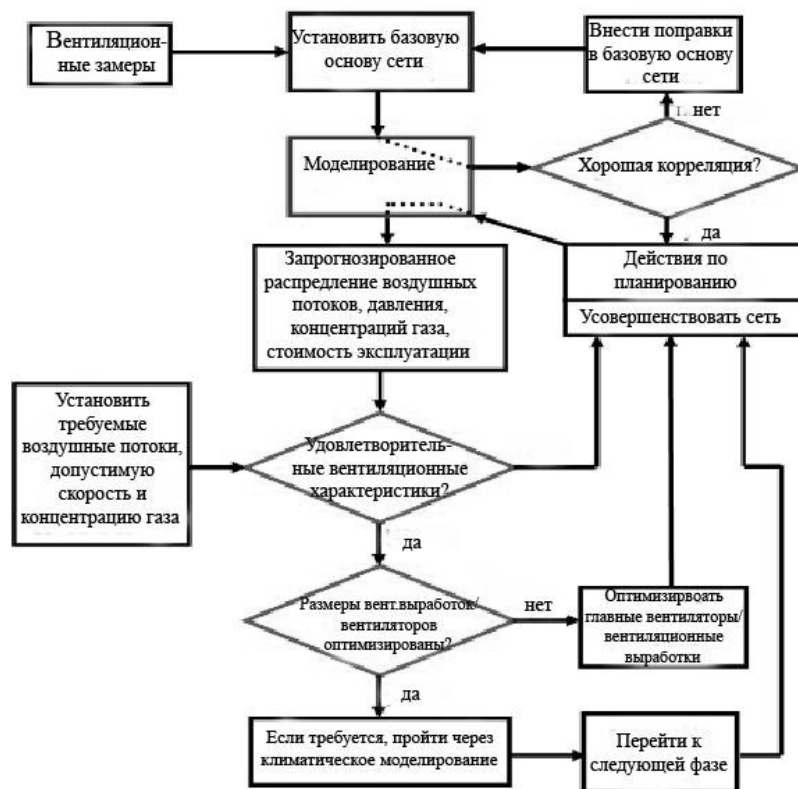 Вентиляцион-
ные замеры
Установить базовую
основу сети
Внести поправки
в базовую основу
сети
нет
Моделирование
Хорошая корреляция?
да
Запрогнозированное
распредление воздушных
потоков, давления,
концентраций газа,
стоимость эксплуатации
Действия по
планированию
Усовершенствовать сеть
Установить
требуемые
воздушные потоки,
допустимую
скорость и
концентрацию газа
Удовлетворитель-
ные вентиляционные
характеристики?
да
Размеры вент.выработок/
вентиляторов
оптимизированы?
нет
Оптимизирвоать
главные вентиляторы/
вентиляционные
выработки
да
Если требуется, пройти через
климатическое моделирование
Перейти к
следующей фазе